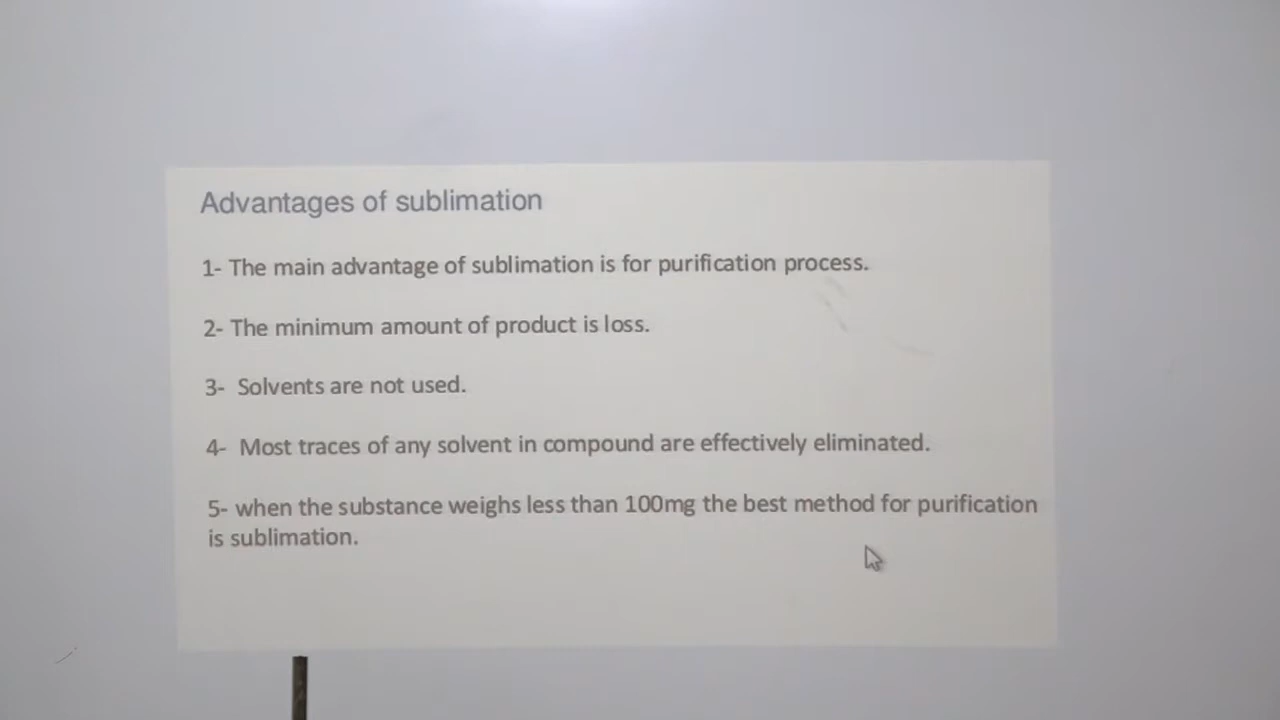 Advantages of sublimation
1- The main advantage of sublimation is for purification process.
2- The minimum amount of product is loss.
3- Solvents are not used.
4- Most traces of any solvent in compound are effectively eliminated.
5- when the substance weighs less than 100mg the best method for purification
is sublimation.